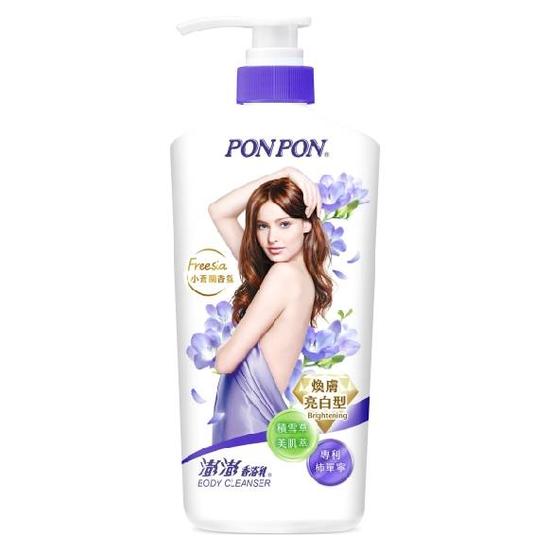 PONPON®
Freesia
小蒼蘭香氛
煥膚
亮白型
Brightening
積雪草
美肌萃
專利
柿單寧
澎澎香浴乳®
BODY CLEANSER